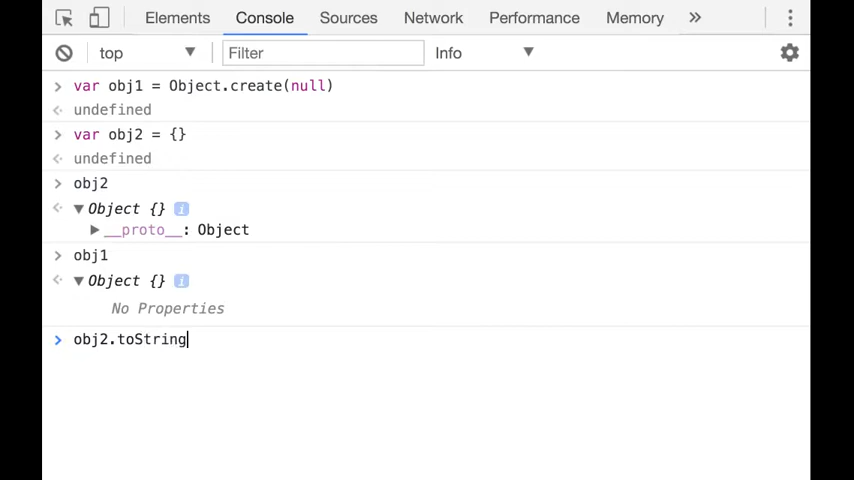 Elements Console Sources Network Performance Memory »
top Filter Info
> var obj1 = Object.create(null)
undefined
> var obj2 = {}
undefined
> obj2
Object {} i
__proto__: Object
> obj1
Object {} i
No Properties
> obj2.toString